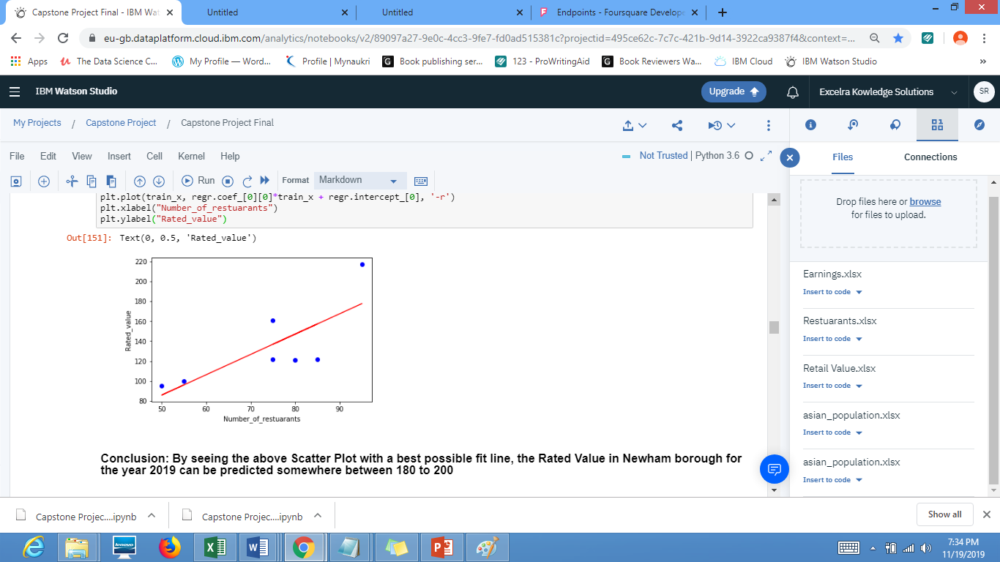 Capstone Project Final - IBM Wat
Untitled
Untitled
Endpoints - Foursquare Develope
eu-gb.dataplatform.cloud.ibm.com/analytics/notebooks/v2/89097a27-9e0c-4cc3-9fe7-fd0ad515381c?projectid=495ce62c-7c7c-421b-9d14-3922ca9387f4&context=...
Apps
The Data Science C...
My Profile — Word...
Profile | Mynaukri
Book publishing ser...
123 - ProWritingAid
Book Reviewers Wa...
IBM Cloud
IBM Watson Studio
»
IBM Watson Studio
Upgrade
Excelra Kowledge Solutions
SR
My Projects / Capstone Project / Capstone Project Final
File Edit View Insert Cell Kernel Help
Not Trusted | Python 3.6
Run
Format
Markdown
plt.plot(train_x, regr.coef_[0][0]*train_x + regr.intercept_[0], '-r')
plt.xlabel("Number_of_restuarants")
plt.ylabel("Rated_value")
Out[151]: Text(0, 0.5, 'Rated_value')
220
200
180
160
140
120
100
80
Rated_value
50 60 70 80 90
Number_of_restuarants
Conclusion: By seeing the above Scatter Plot with a best possible fit line, the Rated Value in Newham borough for
the year 2019 can be predicted somewhere between 180 to 200
Files
Connections
Drop files here or browse
for files to upload.
Earnings.xlsx
Insert to code
Restuarants.xlsx
Insert to code
Retail Value.xlsx
Insert to code
asian_population.xlsx
Insert to code
asian_population.xlsx
Insert to code
Capstone Projec....ipynb
Capstone Projec....ipynb
Show all
lenovo
7:34 PM
11/19/2019